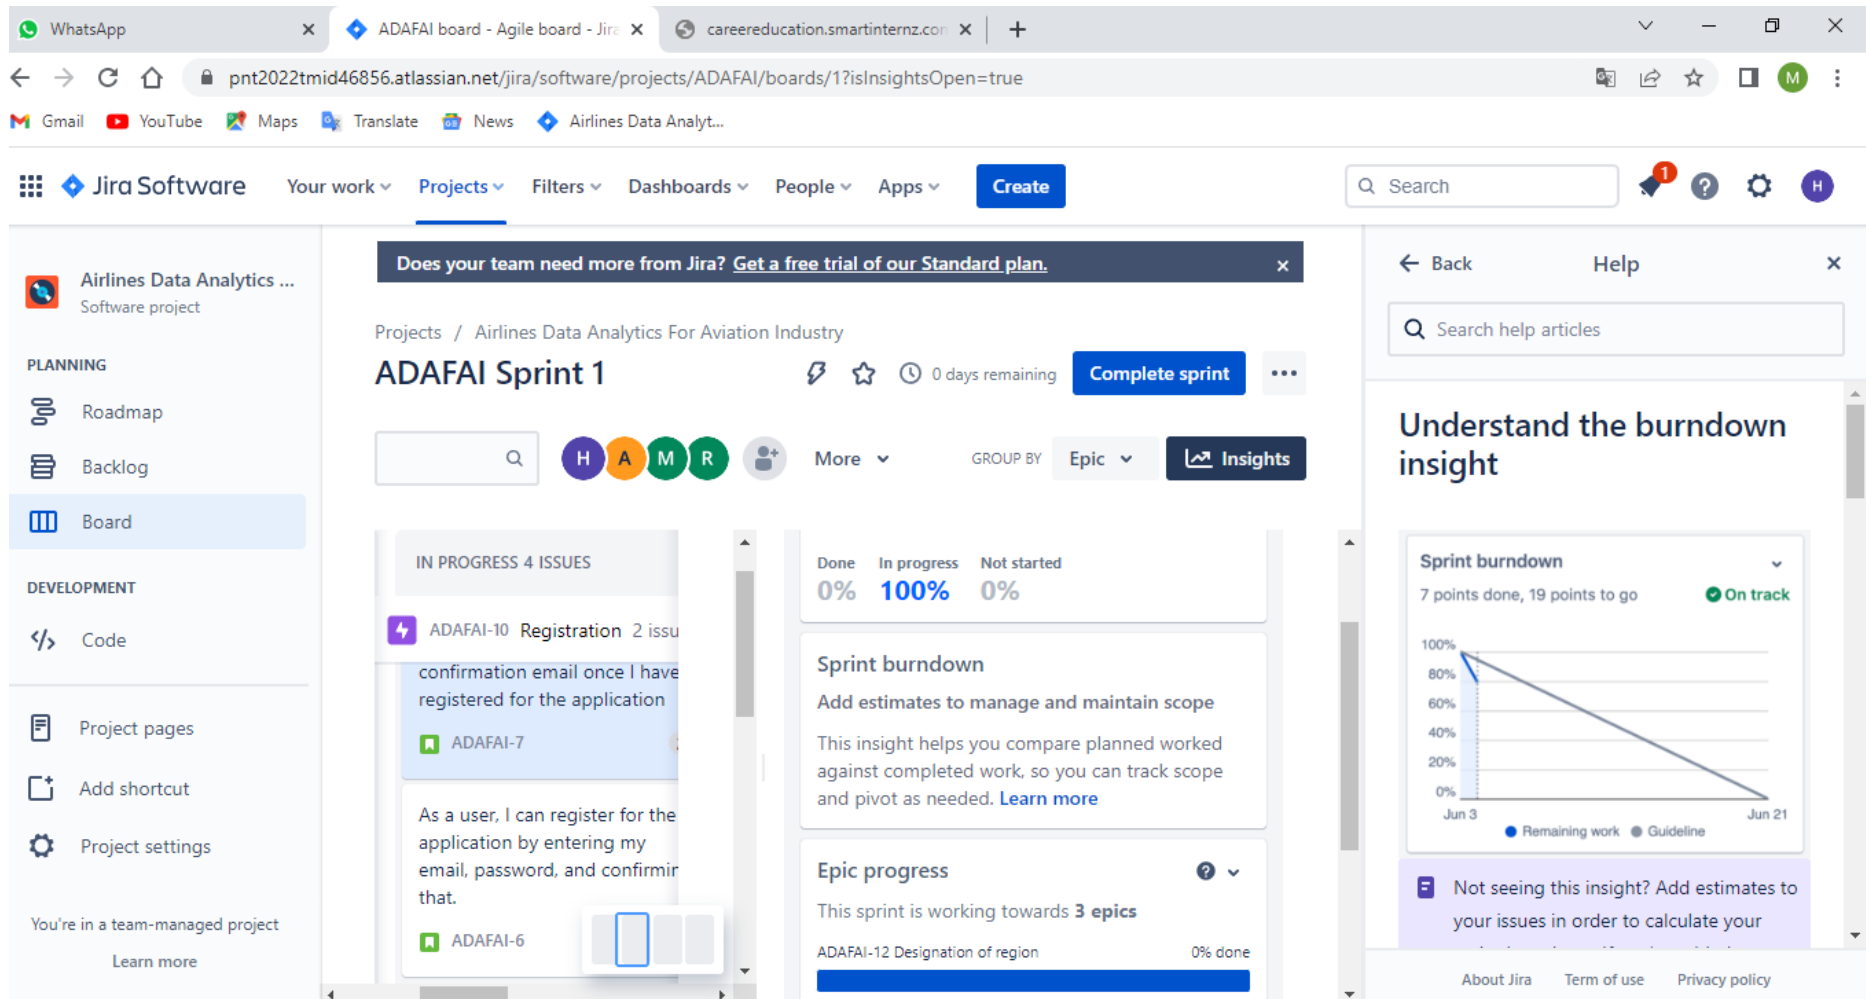 WhatsApp
ADAFAI board - Agile board - Jira
careereducation.smartinternz.com
pnt2022tmid46856.atlassian.net/jira/software/projects/ADAFAI/boards/1?isInsightsOpen=true
M
Gmail YouTube Maps Translate News Airlines Data Analyt...
Jira Software Your work Projects Filters Dashboards People Apps Create Search 1 H
Airlines Data Analytics ...
Software project
PLANNING
Roadmap
Backlog
Board
DEVELOPMENT
Code
Project pages
Add shortcut
Project settings
You're in a team-managed project
Learn more
Does your team need more from Jira? Get a free trial of our Standard plan.
Projects / Airlines Data Analytics For Aviation Industry
ADAFAI Sprint 1
0 days remaining Complete sprint
H A M R More GROUP BY Epic Insights
IN PROGRESS 4 ISSUES
ADAFAI-10 Registration 2 issu
confirmation email once I have
registered for the application
ADAFAI-7
As a user, I can register for the
application by entering my
email, password, and confirmin
that.
ADAFAI-6
Done In progress Not started
0% 100% 0%
Sprint burndown
Add estimates to manage and maintain scope
This insight helps you compare planned worked
against completed work, so you can track scope
and pivot as needed. Learn more
Epic progress
This sprint is working towards 3 epics
ADAFAI-12 Designation of region 0% done
Back Help
Search help articles
Understand the burndown
insight
Sprint burndown
7 points done, 19 points to go On track
100%
80%
60%
40%
20%
0%
Jun 3 Jun 21
Remaining work Guideline
Not seeing this insight? Add estimates to
your issues in order to calculate your
About Jira Term of use Privacy policy